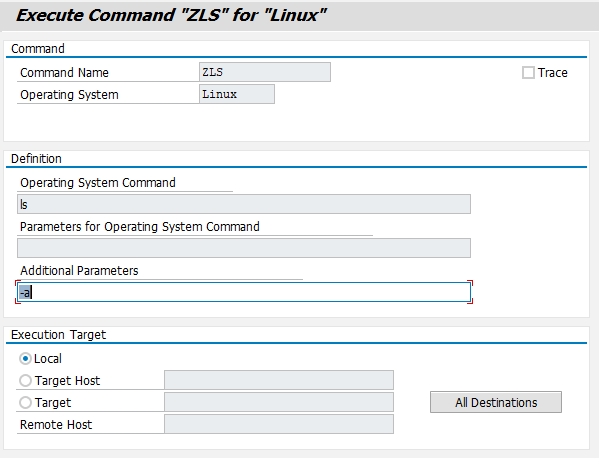 Execute Command "ZLS" for "Linux"
Command
Command Name ZLS Trace
Operating System Linux
Definition
Operating System Command
ls
Parameters for Operating System Command
Additional Parameters
-a
Execution Target
Local
Target Host
Target All Destinations
Remote Host